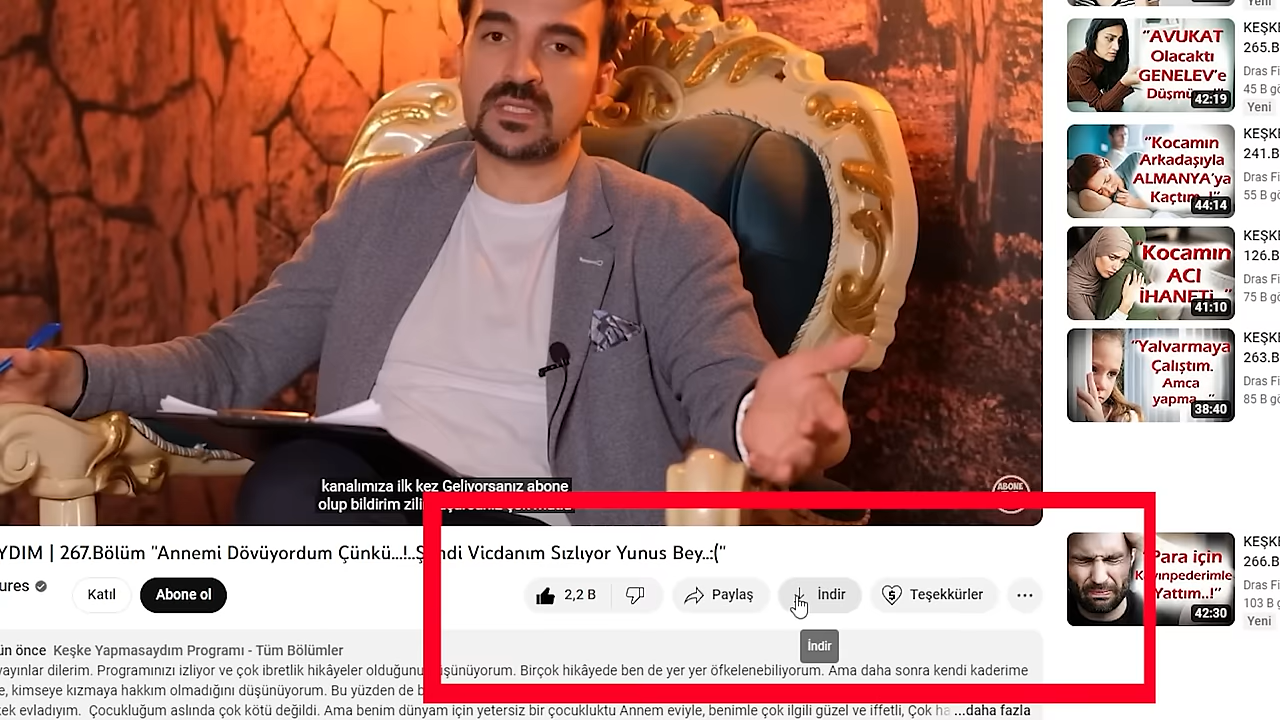 kanalımıza ilk kez Geliyorsanız abone
olup bildirim
ABONE
YDIM | 267.Bölüm "Annemi Dövüyordum Çünkü...!..Ş Vicdanım Sızlıyor Yunus Bey..:("
ures
Katıl
Abone ol
2,2 B
Paylaş
İndir
Teşekkürler
...
İndir
ün önce Keşke Yapmasaydım Programı - Tüm Bölümler
yayınlar dilerim. Programınızı izliyor ve çok ibretlik hikâyeler olduğunu düşünüyorum. Birçok hikâyede ben de yer yer öfkelenebiliyorum. Ama daha sonra kendi kaderime
e, kimseye kızmaya hakkım olmadığını düşünüyorum. Bu yüzden de b
ek evladıyım. Çocukluğum aslında çok kötü değildi. Ama benim dünyam için yetersiz bir çocukluktu Annem eviyle, benimle çok ilgili güzel ve iffetli, Çok ha ...daha fazla
Yeni
"AVUKAT
Olacaktı
GENELEV'e
42:19
KEŞK
265.B
Dras Fi
45 B gö
Yeni
"Kocamın
Arkadaşıyla
ALMANYA'ya
Kaçtım..!"
44:14
KEŞK
241.B
Dras Fi
55 B gö
"Kocamın
ACI
İHANETİ.."
41:10
KEŞK
126.B
Dras Fi
75 B gö
"Yalvarmaya
Çalıştım.
Amca
yapma..."
38:40
KEŞK
263.B
Dras Fi
85 B gö
Para için
Kayınpederimle
Yattım..!"
42:30
KEŞK
266.B
Dras Fi
103 B g
Yeni